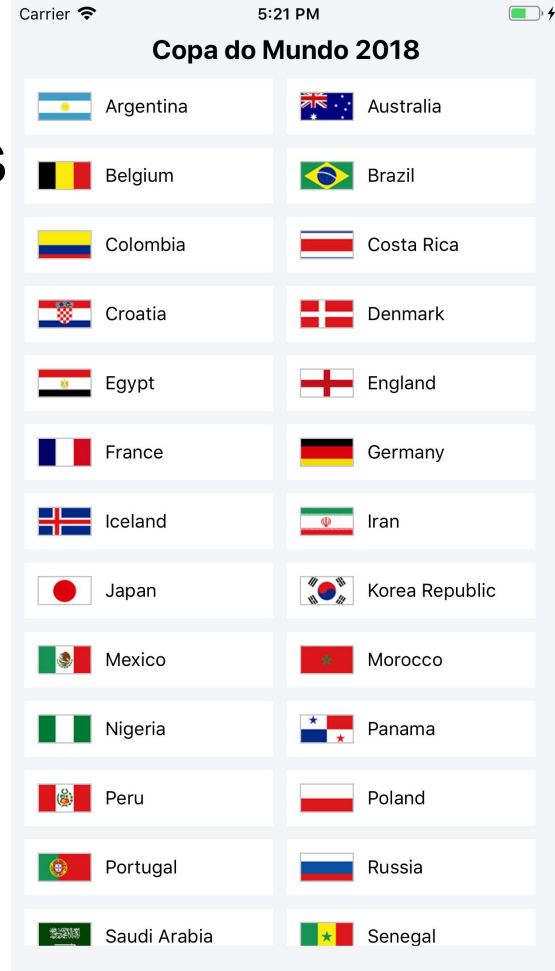 Carrier 5:21 PM
Copa do Mundo 2018
s
Argentina Australia
Belgium Brazil
Colombia Costa Rica
Croatia Denmark
Egypt England
France Germany
Iceland Iran
Japan Korea Republic
Mexico Morocco
Nigeria Panama
Peru Poland
Portugal Russia
Saudi Arabia Senegal